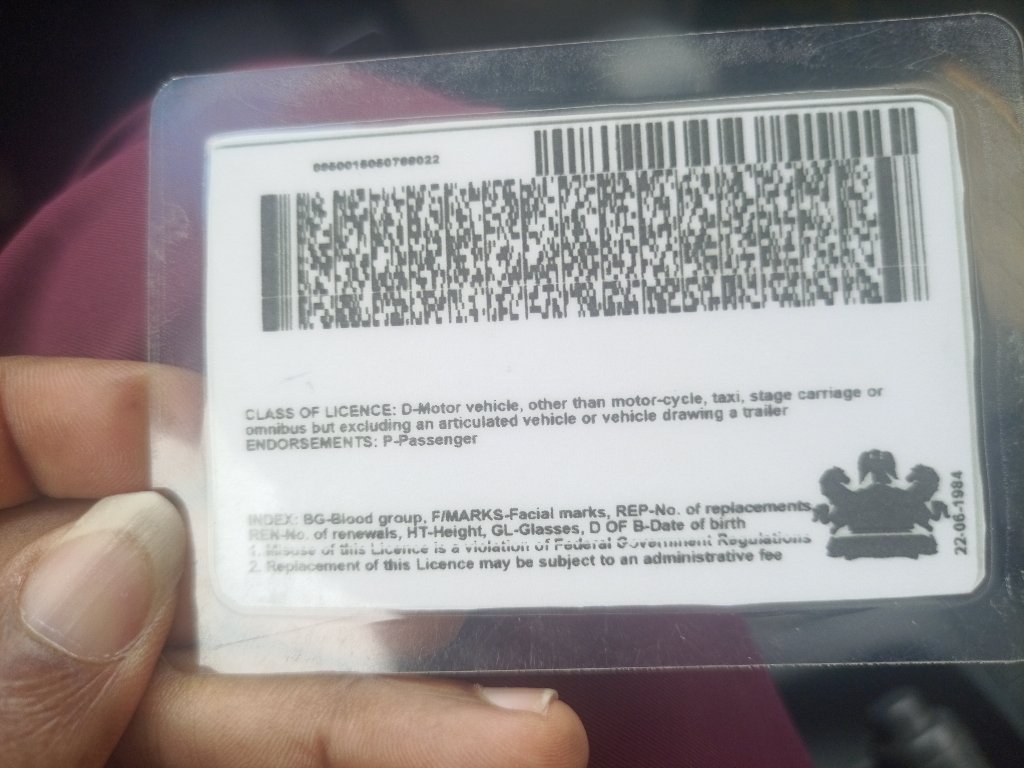 CLASS OF LICENCE: D-Motor vehicle, other than motor-cycle, taxi, stage carriage or
omnibus but excluding an articulated vehicle or vehicle drawing a trailer
ENDORSEMENTS: P-Passenger
INDEX: BG-Blood group, F/MARKS-Facial marks, REP-No. of replacements,
REN-No. of renewals, HT-Height, GL-Glasses, D OF B-Date of birth
1. Misuse of this Licence is a violation of Federal Government Regulations
2. Replacement of this Licence may be subject to an administrative fee
22-06-1984